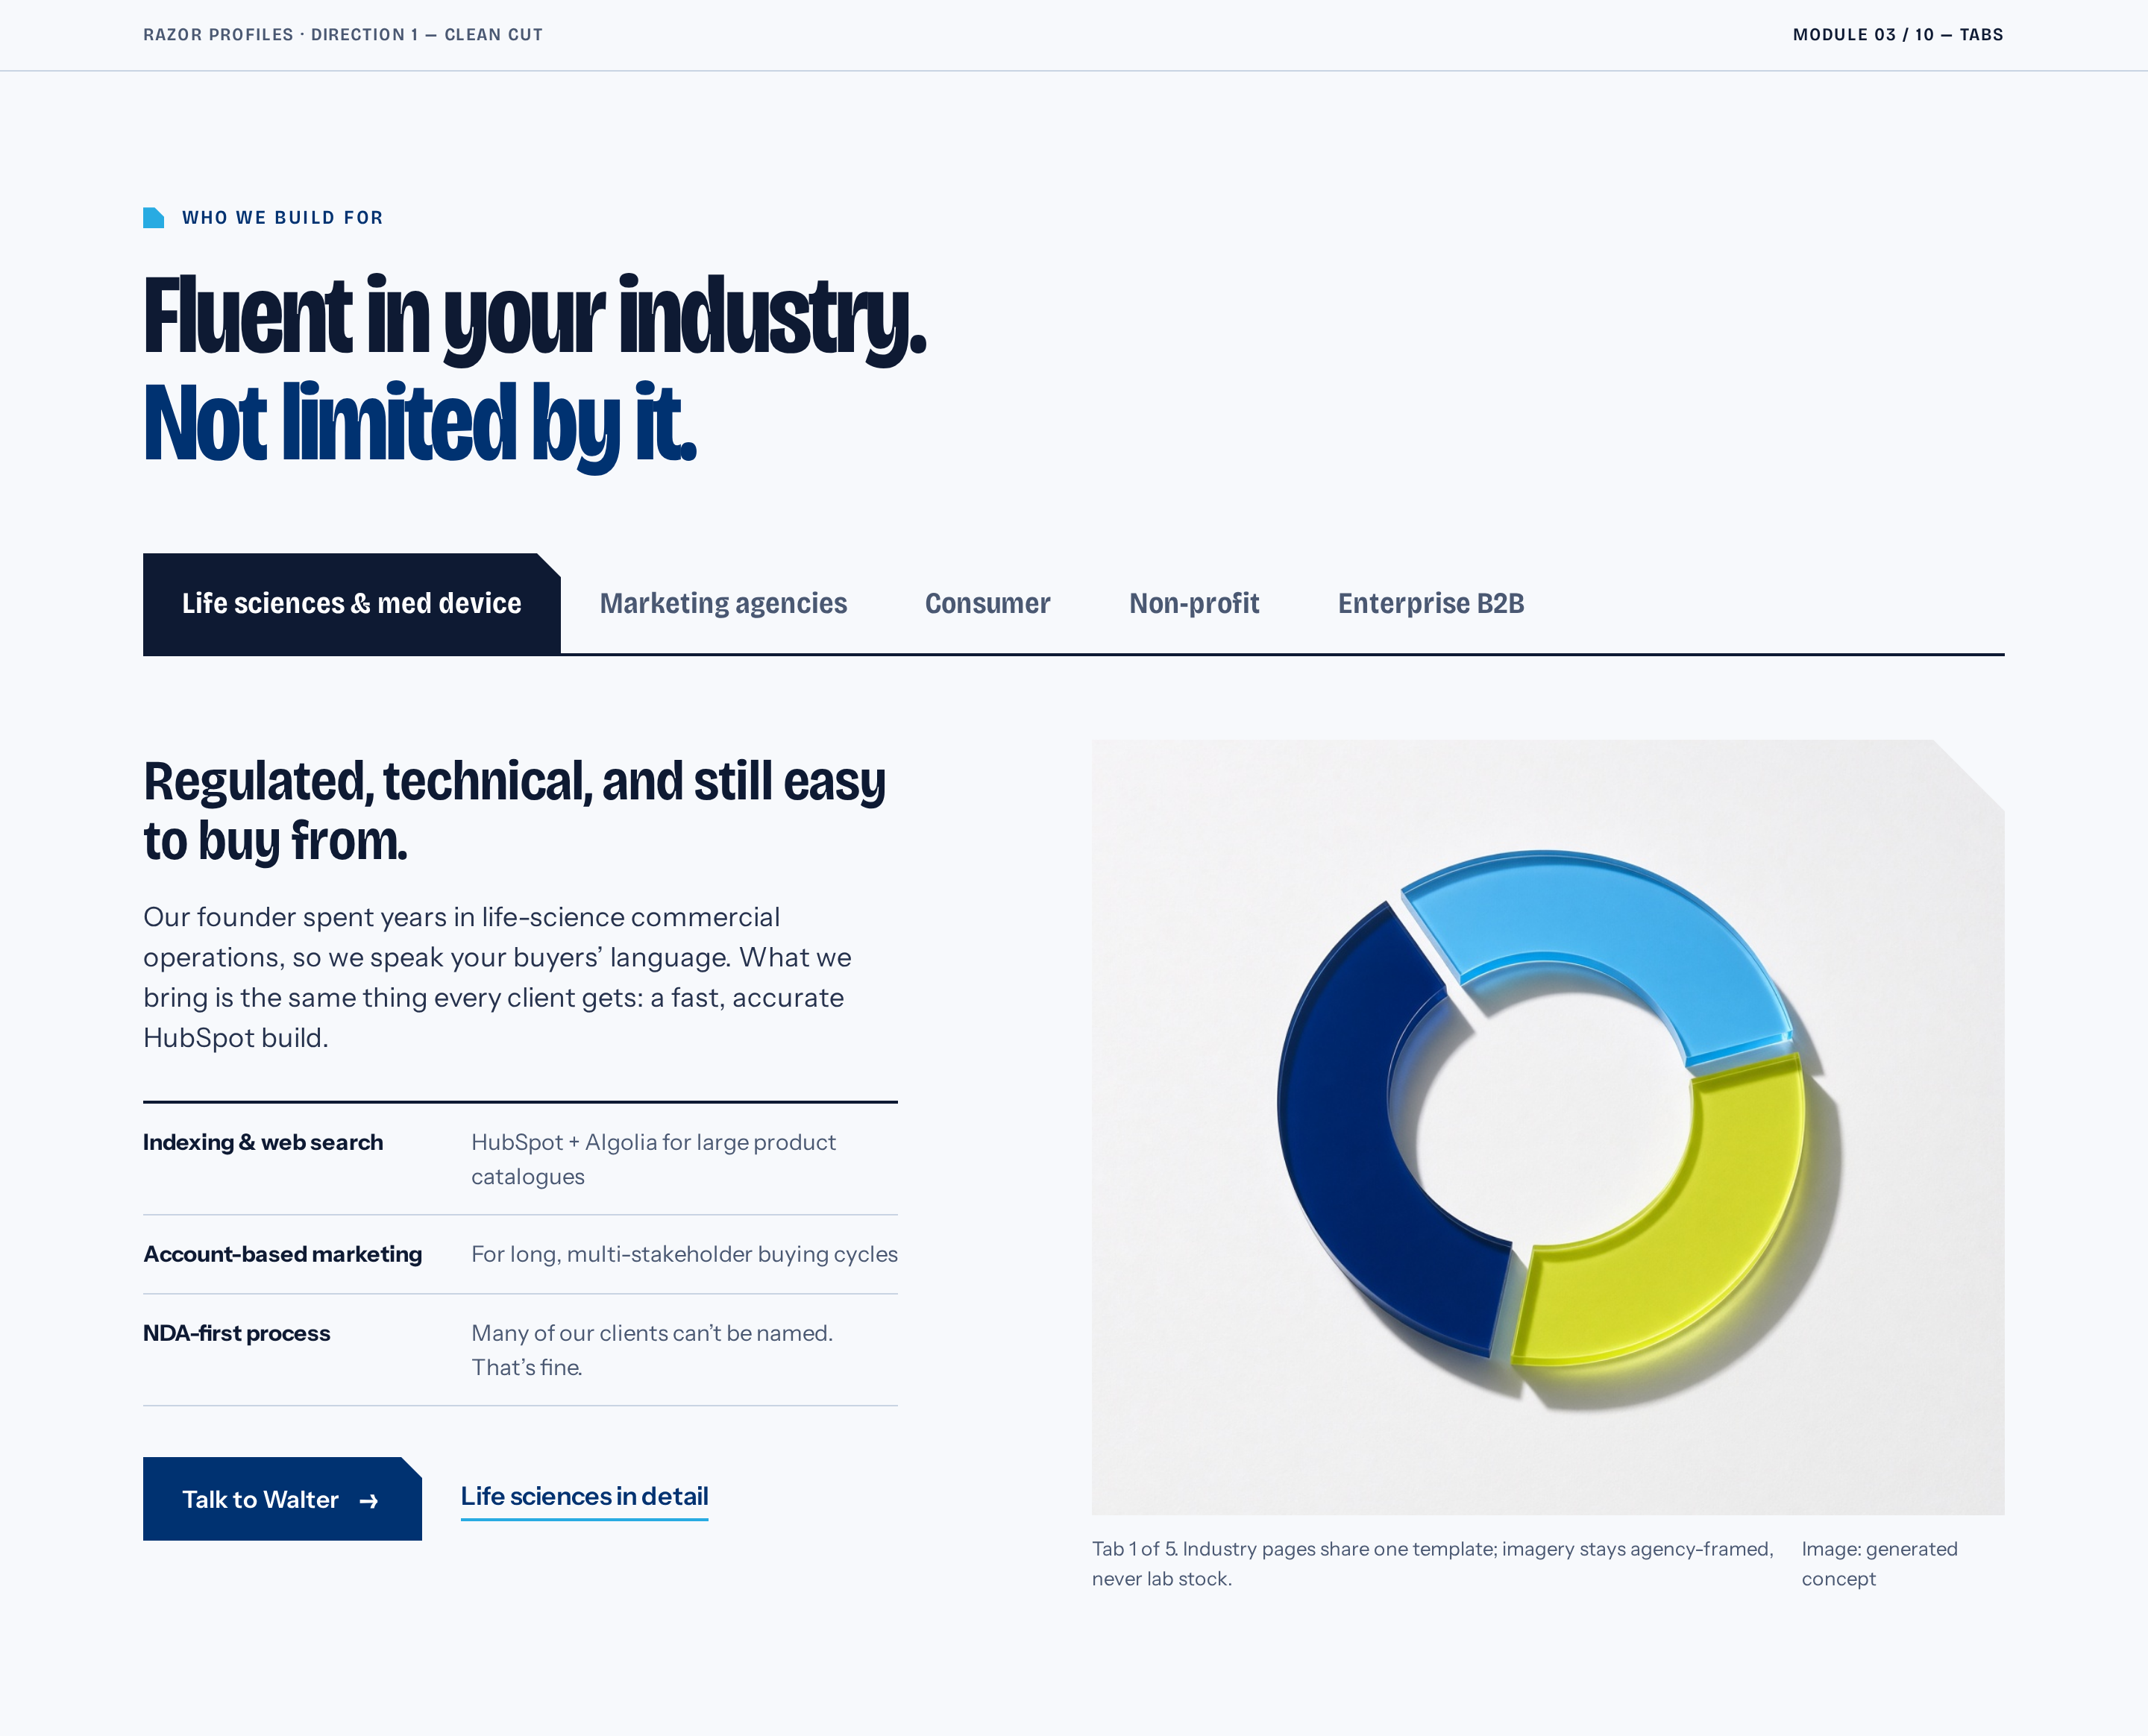 RAZOR PROFILES · DIRECTION 1 — CLEAN CUT
MODULE 03 / 10 — TABS
WHO WE BUILD FOR
Fluent in your industry.
Not limited by it.
Life sciences & med device
Marketing agencies
Consumer
Non-profit
Enterprise B2B
Regulated, technical, and still easy
to buy from.
Our founder spent years in life-science commercial
operations, so we speak your buyers’ language. What we
bring is the same thing every client gets: a fast, accurate
HubSpot build.
Indexing & web search
HubSpot + Algolia for large product
catalogues
Account-based marketing
For long, multi-stakeholder buying cycles
NDA-first process
Many of our clients can’t be named.
That’s fine.
Talk to Walter →
Life sciences in detail
Tab 1 of 5. Industry pages share one template; imagery stays agency-framed,
never lab stock.
Image: generated
concept